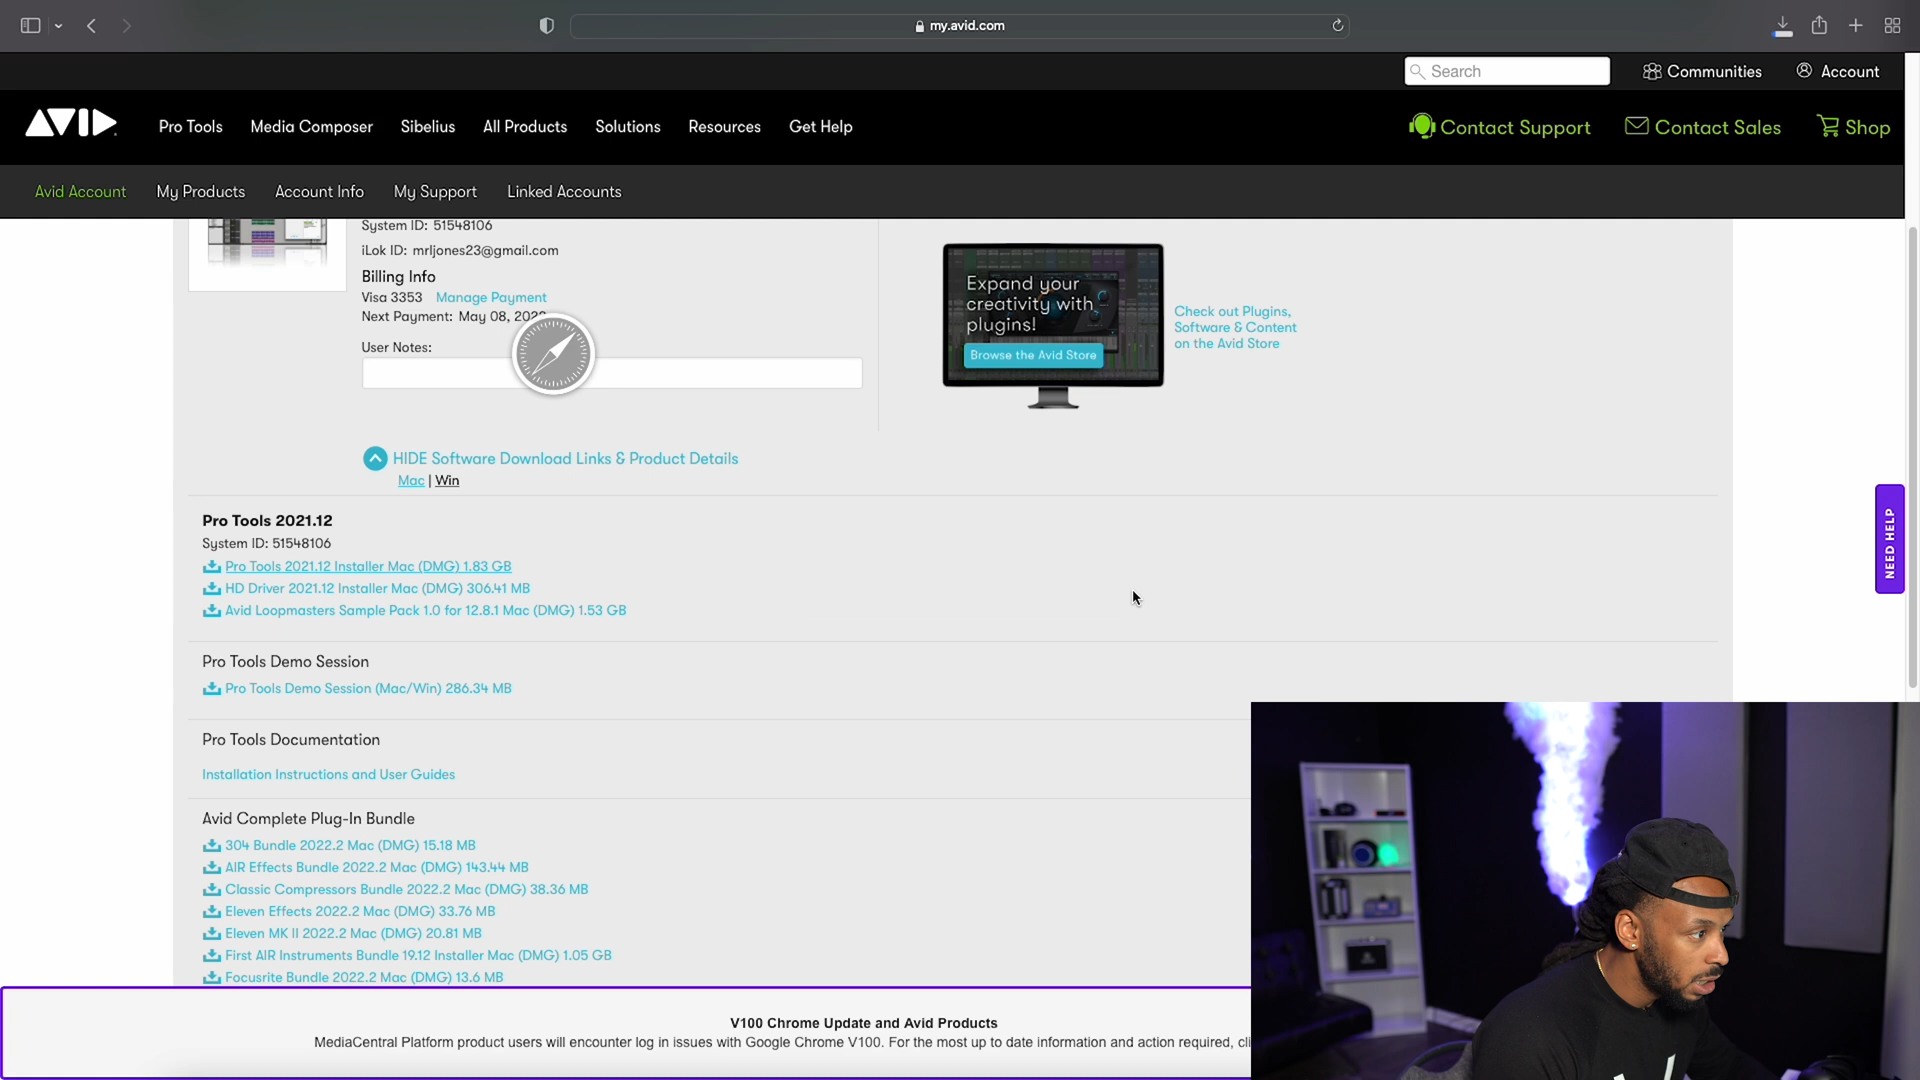 my.avid.com
Search
Communities
Account
AVID
Pro Tools
Media Composer
Sibelius
All Products
Solutions
Resources
Get Help
Contact Support
Contact Sales
Shop
Avid Account
My Products
Account Info
My Support
Linked Accounts
System ID: 51548106
iLok ID: mrljones23@gmail.com
Billing Info
Visa 3353 Manage Payment
Next Payment: May 08,
User Notes:
Expand your
creativity with
plugins!
Browse the Avid Store
Check out Plugins,
Software & Content
on the Avid Store
HIDE Software Download Links & Product Details
Mac | Win
Pro Tools 2021.12
System ID: 51548106
Pro Tools 2021.12 Installer Mac (DMG) 1.83 GB
HD Driver 2021.12 Installer Mac (DMG) 306.41 MB
Avid Loopmasters Sample Pack 1.0 for 12.8.1 Mac (DMG) 1.53 GB
NEED HELP
Pro Tools Demo Session
Pro Tools Demo Session (Mac/Win) 286.34 MB
Pro Tools Documentation
Installation Instructions and User Guides
Avid Complete Plug-In Bundle
304 Bundle 2022.2 Mac (DMG) 15.18 MB
AIR Effects Bundle 2022.2 Mac (DMG) 143.44 MB
Classic Compressors Bundle 2022.2 Mac (DMG) 38.36 MB
Eleven Effects 2022.2 Mac (DMG) 33.76 MB
Eleven MK II 2022.2 Mac (DMG) 20.81 MB
First AIR Instruments Bundle 19.12 Installer Mac (DMG) 1.05 GB
Focusrite Bundle 2022.2 Mac (DMG) 13.6 MB
V100 Chrome Update and Avid Products
MediaCentral Platform product users will encounter log in issues with Google Chrome V100. For the most up to date information and action required, cli